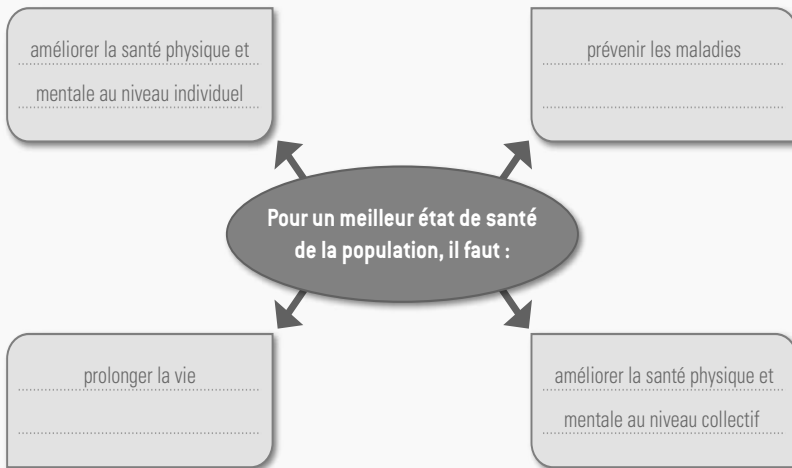 améliorer la santé physique et
mentale au niveau individuel
prévenir les maladies
Pour un meilleur état de santé
de la population, il faut :
prolonger la vie
améliorer la santé physique et
mentale au niveau collectif